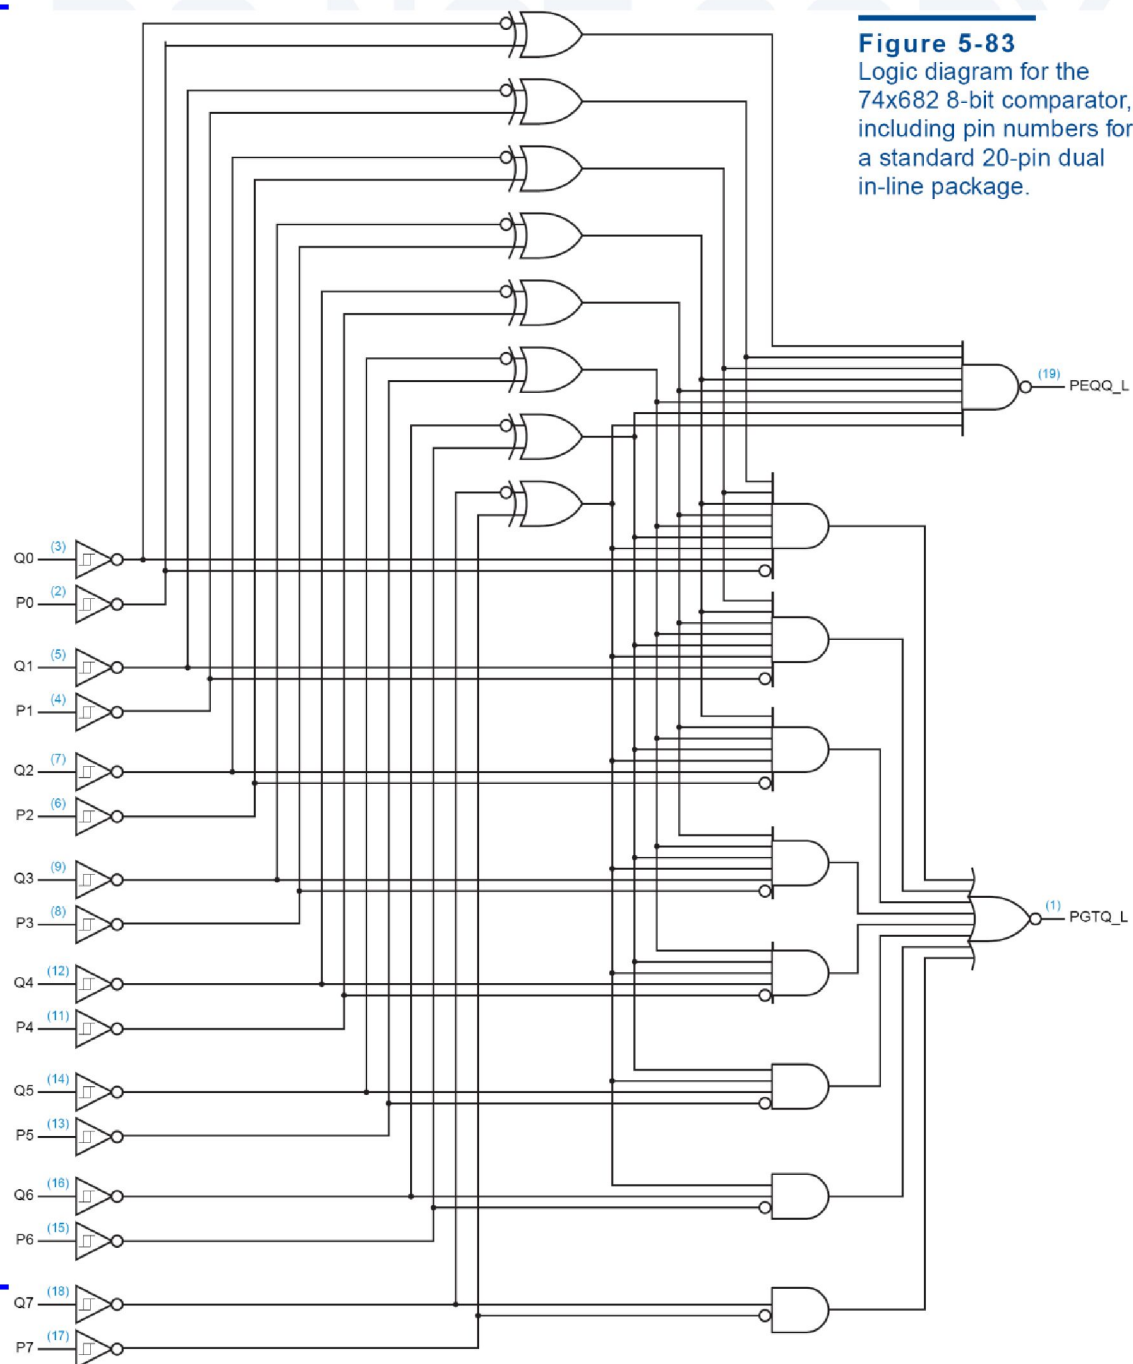 Figure 5-83
Logic diagram for the
74x682 8-bit comparator,
including pin numbers for
a standard 20-pin dual
in-line package.
(19)
PEQQ_L
Q0 (3)
P0 (2)
Q1 (5)
P1 (4)
Q2 (7)
P2 (6)
Q3 (9)
P3 (8)
(1)
PGTQ_L
Q4 (12)
P4 (11)
Q5 (14)
P5 (13)
Q6 (16)
P6 (15)
Q7 (18)
P7 (17)